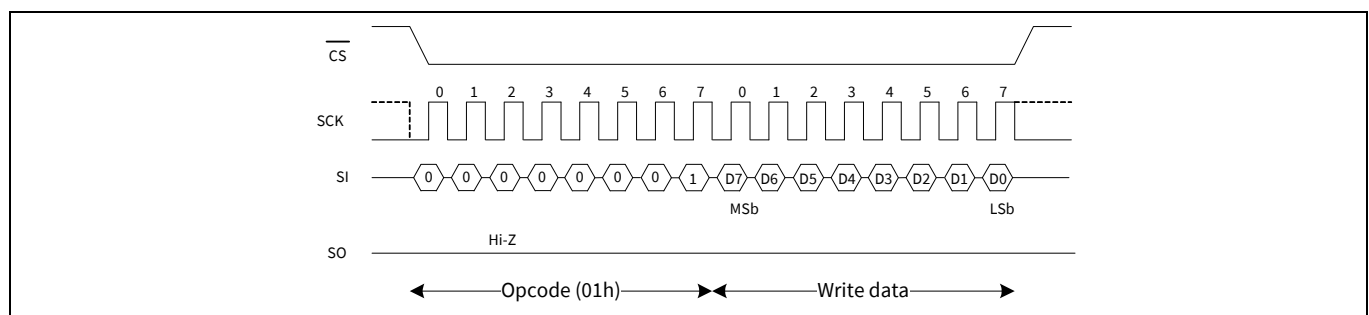 CS
0 1 2 3 4 5 6 7 0 1 2 3 4 5 6 7
SCK
SI 0 0 0 0 0 0 0 1 D7 D6 D5 D4 D3 D2 D1 D0
MSb LSb
Hi-Z
SO
Opcode (01h) Write data